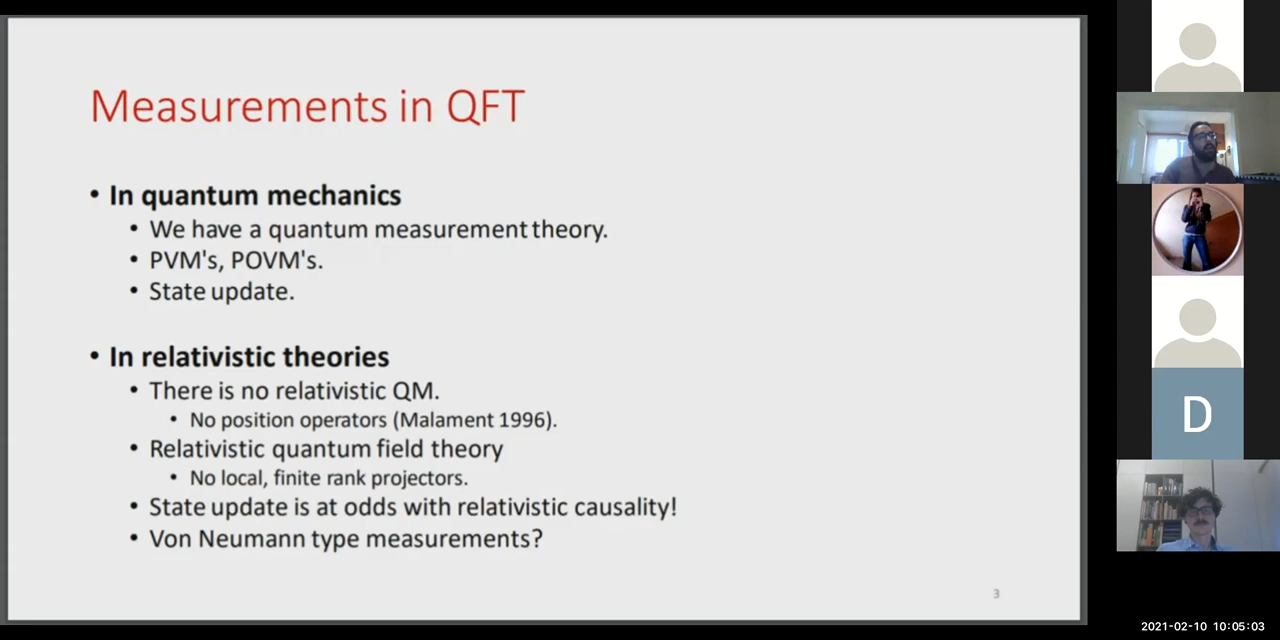 Measurements in QFT
• In quantum mechanics
• We have a quantum measurement theory.
• PVM's, POVM's.
• State update.
• In relativistic theories
• There is no relativistic QM.
• No position operators (Malament 1996).
• Relativistic quantum field theory
• No local, finite rank projectors.
• State update is at odds with relativistic causality!
• Von Neumann type measurements?
3
D
2021-02-10 10:05:03